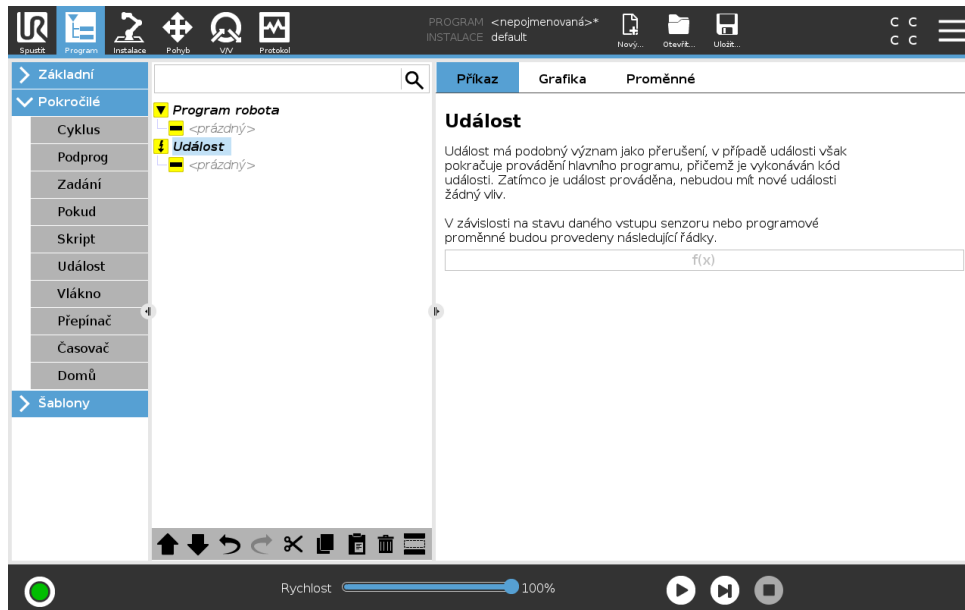 PROGRAM <nepojmenovaná>*
INSTALACE default
Spustit
Program
Instalace
Pohyb
V/V
Protokol
Nový...
Otevřít...
Uložit...
C C
C C
Základní
Pokročilé
Cyklus
Podprog
Zadání
Pokud
Skript
Událost
Vlákno
Přepínač
Časovač
Domů
Šablony
Program robota
<prázdný>
Událost
<prázdný>
Příkaz
Grafika
Proměnné
Událost
Událost má podobný význam jako přerušení, v případě události však
pokračuje provádění hlavního programu, přičemž je vykonáván kód
události. Zatímco je událost prováděna, nebudou mít nové události
žádný vliv.
V závislosti na stavu daného vstupu senzoru nebo programové
proměnné budou provedeny následující řádky.
f(x)
Rychlost
100%